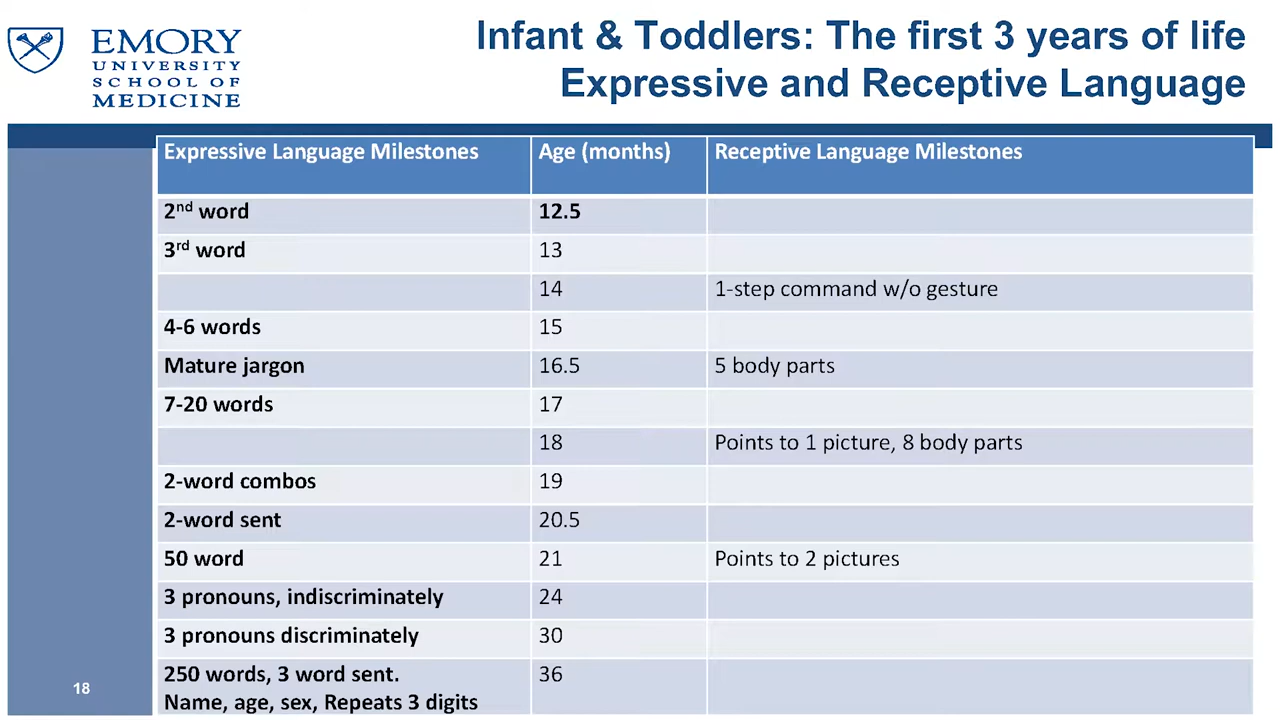 EMORY
UNIVERSITY
SCHOOL OF
MEDICINE
Infant & Toddlers: The first 3 years of life
Expressive and Receptive Language
Expressive Language Milestones Age (months) Receptive Language Milestones
2nd word 12.5
3rd word 13
14 1-step command w/o gesture
4-6 words 15
Mature jargon 16.5 5 body parts
7-20 words 17
18 Points to 1 picture, 8 body parts
2-word combos 19
2-word sent 20.5
50 word 21 Points to 2 pictures
3 pronouns, indiscriminately 24
3 pronouns discriminately 30
250 words, 3 word sent. 36
Name, age, sex, Repeats 3 digits
18